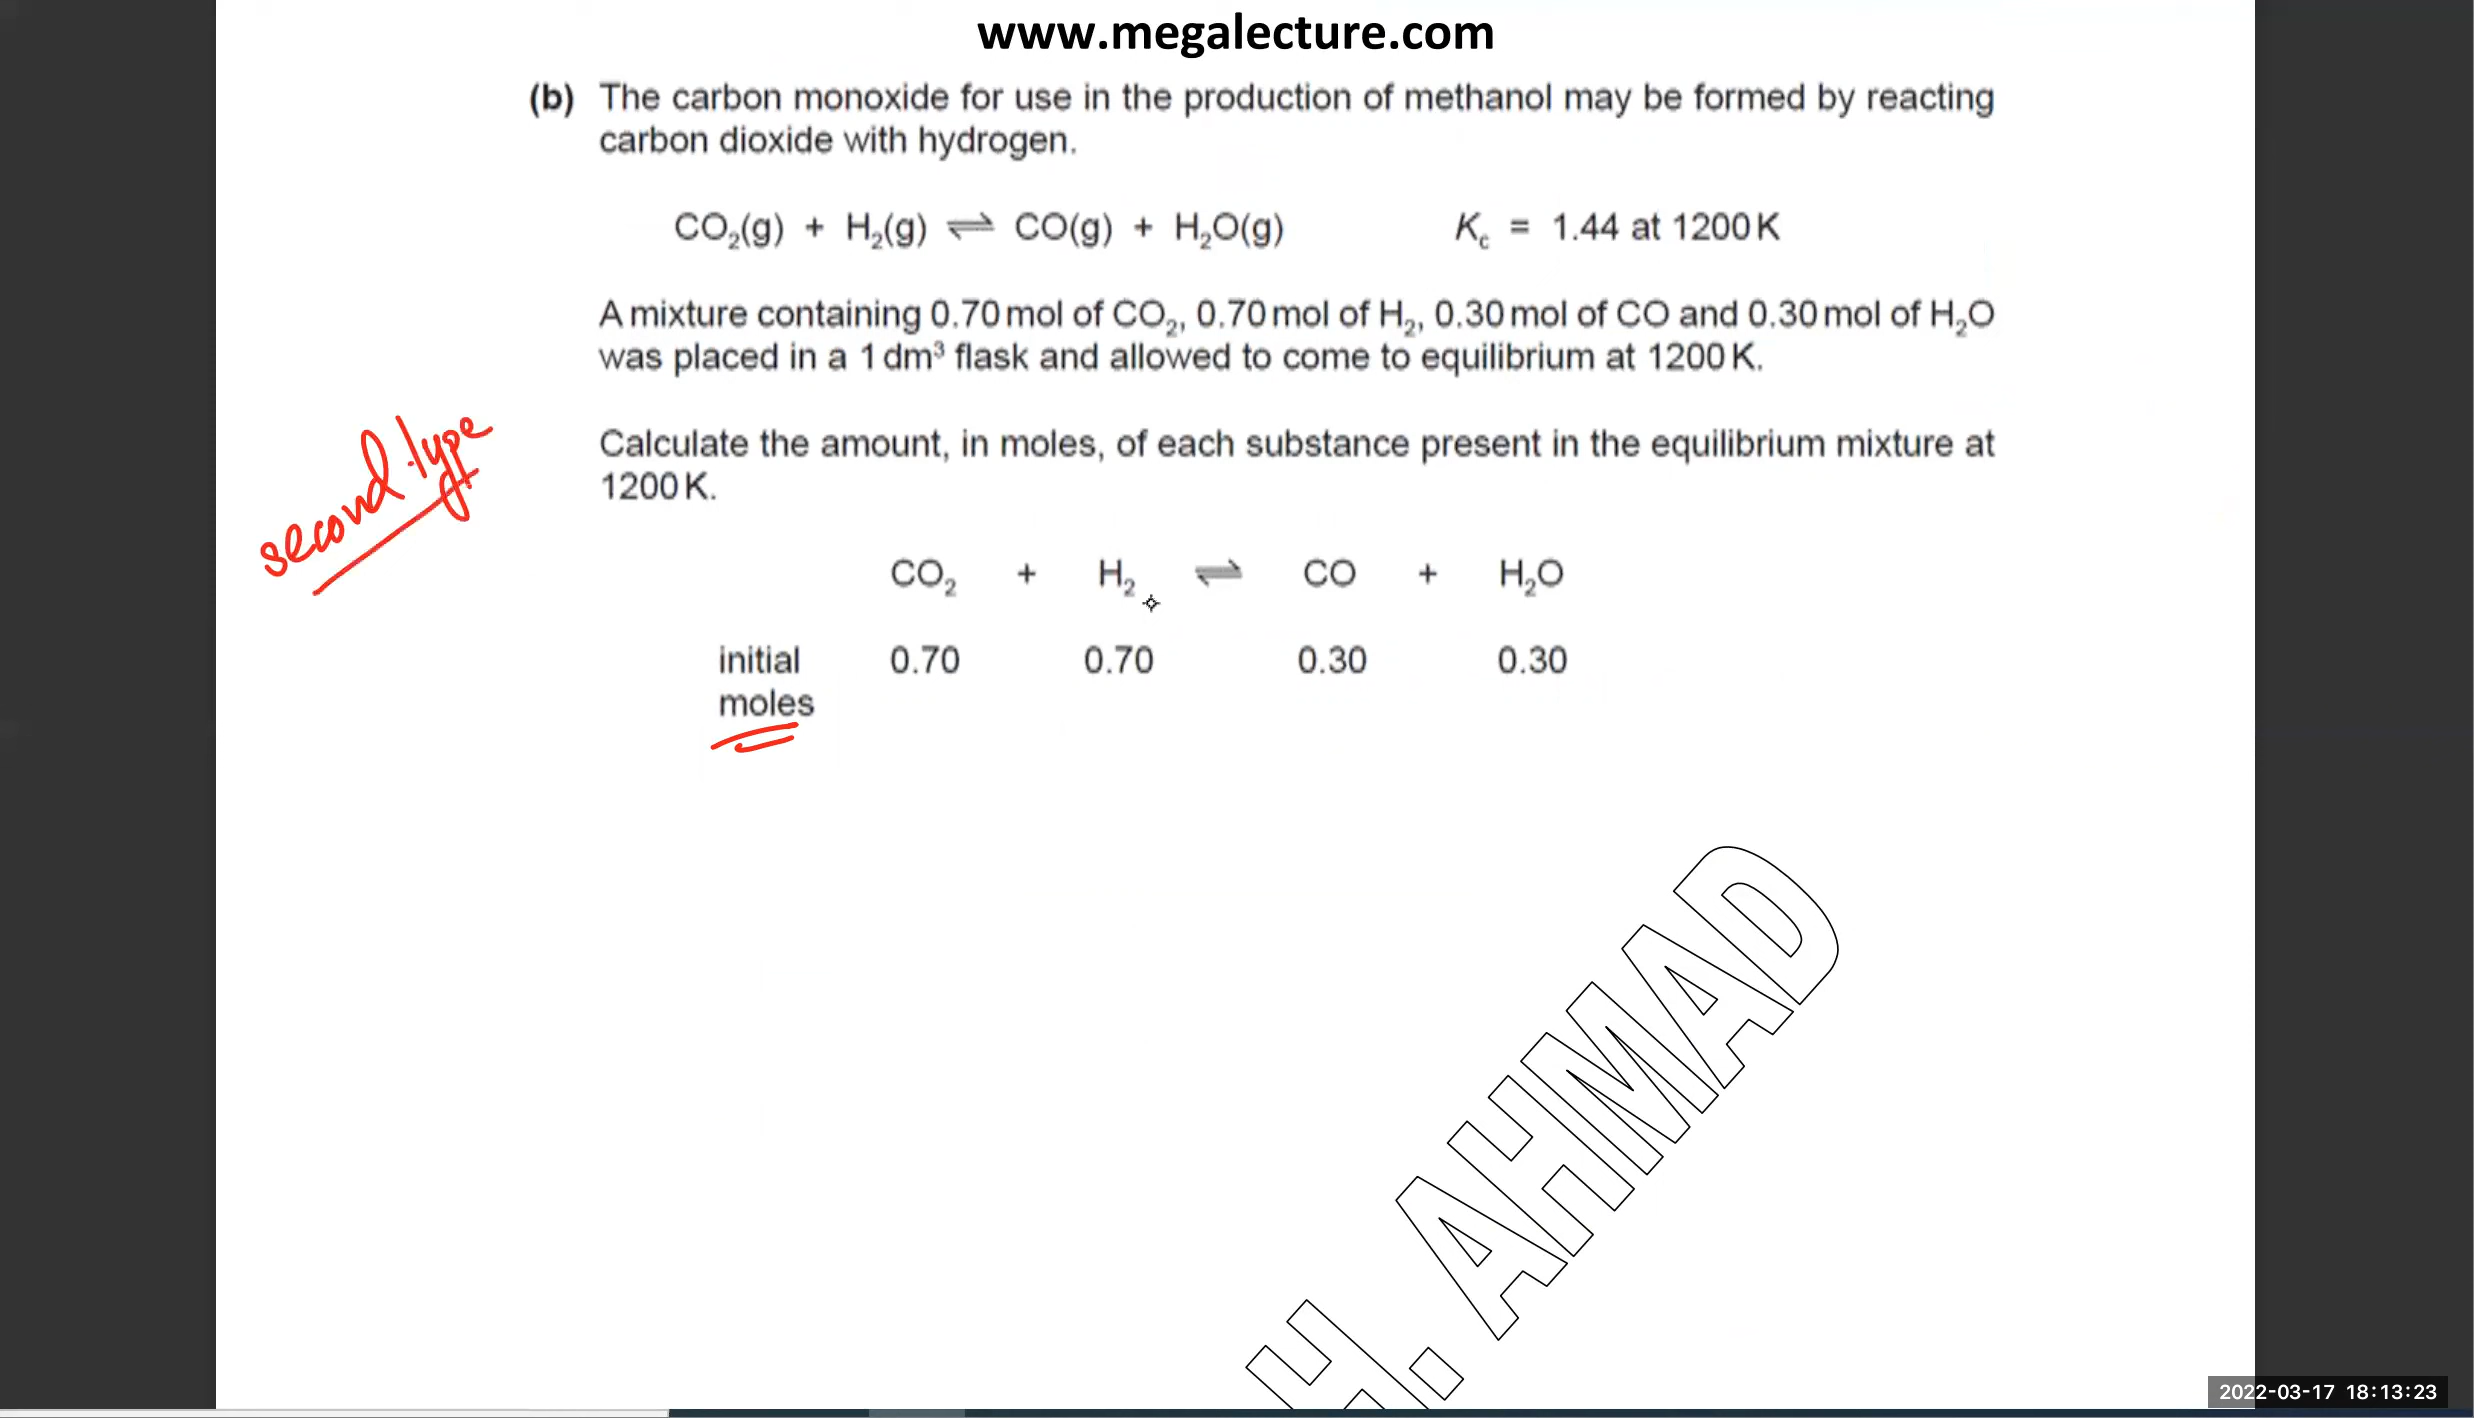 www.megalecture.com
(b) The carbon monoxide for use in the production of methanol may be formed by reacting
carbon dioxide with hydrogen.
CO₂(g) + H₂(g) ⇌ CO(g) + H₂O(g) K꜀ = 1.44 at 1200 K
A mixture containing 0.70 mol of CO₂, 0.70 mol of H₂, 0.30 mol of CO and 0.30 mol of H₂O
was placed in a 1 dm³ flask and allowed to come to equilibrium at 1200 K.
Calculate the amount, in moles, of each substance present in the equilibrium mixture at
1200 K.
second type
CO₂ + H₂ ⇌ CO + H₂O
initial 0.70 0.70 0.30 0.30
moles
H. AHMAD
2022-03-17 18:13:23